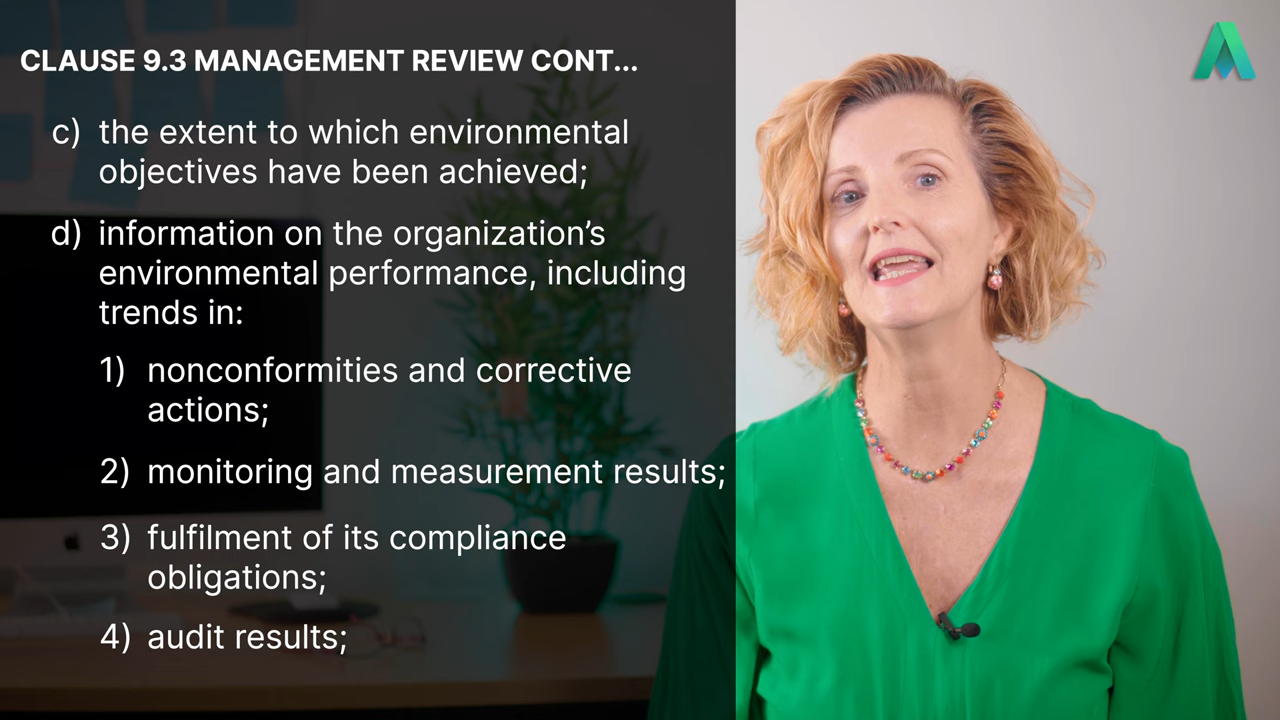 CLAUSE 9.3 MANAGEMENT REVIEW CONT...
c) the extent to which environmental
objectives have been achieved;
d) information on the organization’s
environmental performance, including
trends in:
1) nonconformities and corrective
actions;
2) monitoring and measurement results;
3) fulfilment of its compliance
obligations;
4) audit results;